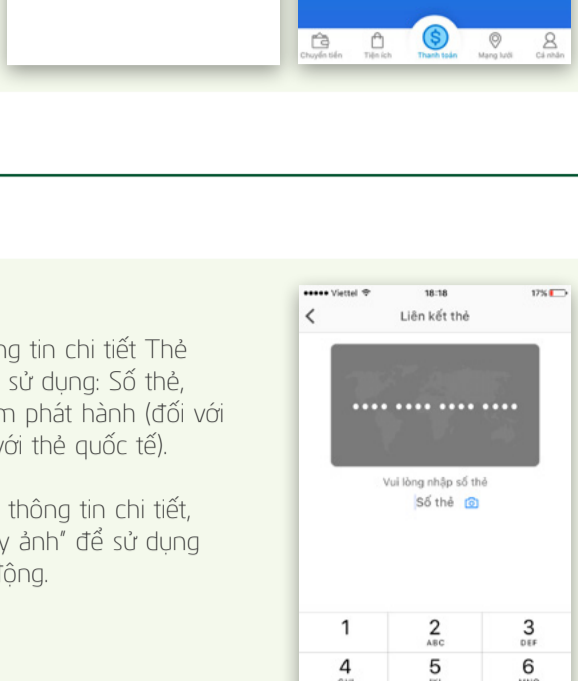 Chuyển tiền Tiện ích Thanh toán Mạng lưới Cá nhân
ng tin chi tiết Thẻ
sử dụng: Số thẻ,
m phát hành (đối với
với thẻ quốc tế).
thông tin chi tiết,
y ảnh" để sử dụng
động.
Viettel 18:18 17%
Liên kết thẻ
Vui lòng nhập số thẻ
Số thẻ
1 2 3
ABC DEF
4 5 6